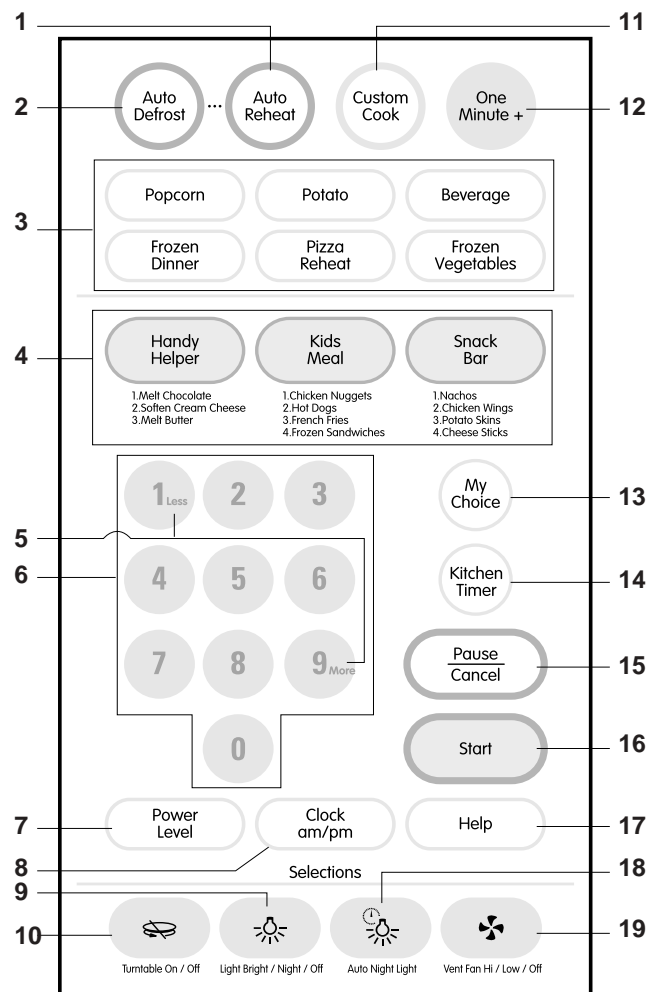 1
11
2
Auto
Defrost
...
Auto
Reheat
Custom
Cook
One
Minute +
12
3
Popcorn
Potato
Beverage
Frozen
Dinner
Pizza
Reheat
Frozen
Vegetables
4
Handy
Helper
Kids
Meal
Snack
Bar
1.Melt Chocolate
2.Soften Cream Cheese
3.Melt Butter
1.Chicken Nuggets
2.Hot Dogs
3.French Fries
4.Frozen Sandwiches
1.Nachos
2.Chicken Wings
3.Potato Skins
4.Cheese Sticks
1 Less
2
3
My
Choice
13
5
6
4
5
6
Kitchen
Timer
14
7
8
9 More
Pause
Cancel
15
0
Start
16
7
Power
Level
Clock
am/pm
Help
17
8
Selections
18
9
10
19
Turntable On / Off
Light Bright / Night / Off
Auto Night Light
Vent Fan Hi / Low / Off